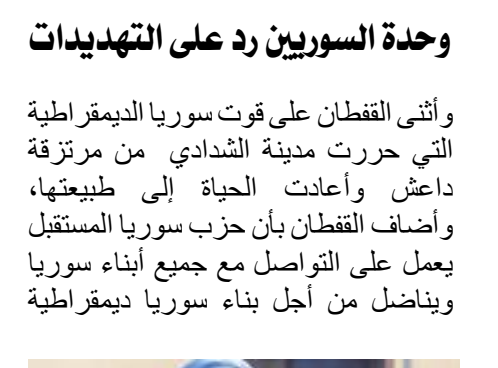 وحدة السوريين رد على التهديدات
وأثنى القفطان على قوت سوريا الديمقراطية
التي حررت مدينة الشدادي من مرتزقة
داعش وأعادت الحياة إلى طبيعتها،
وأضاف القفطان بأن حزب سوريا المستقبل
يعمل على التواصل مع جميع أبناء سوريا
ويناضل من أجل بناء سوريا ديمقراطية